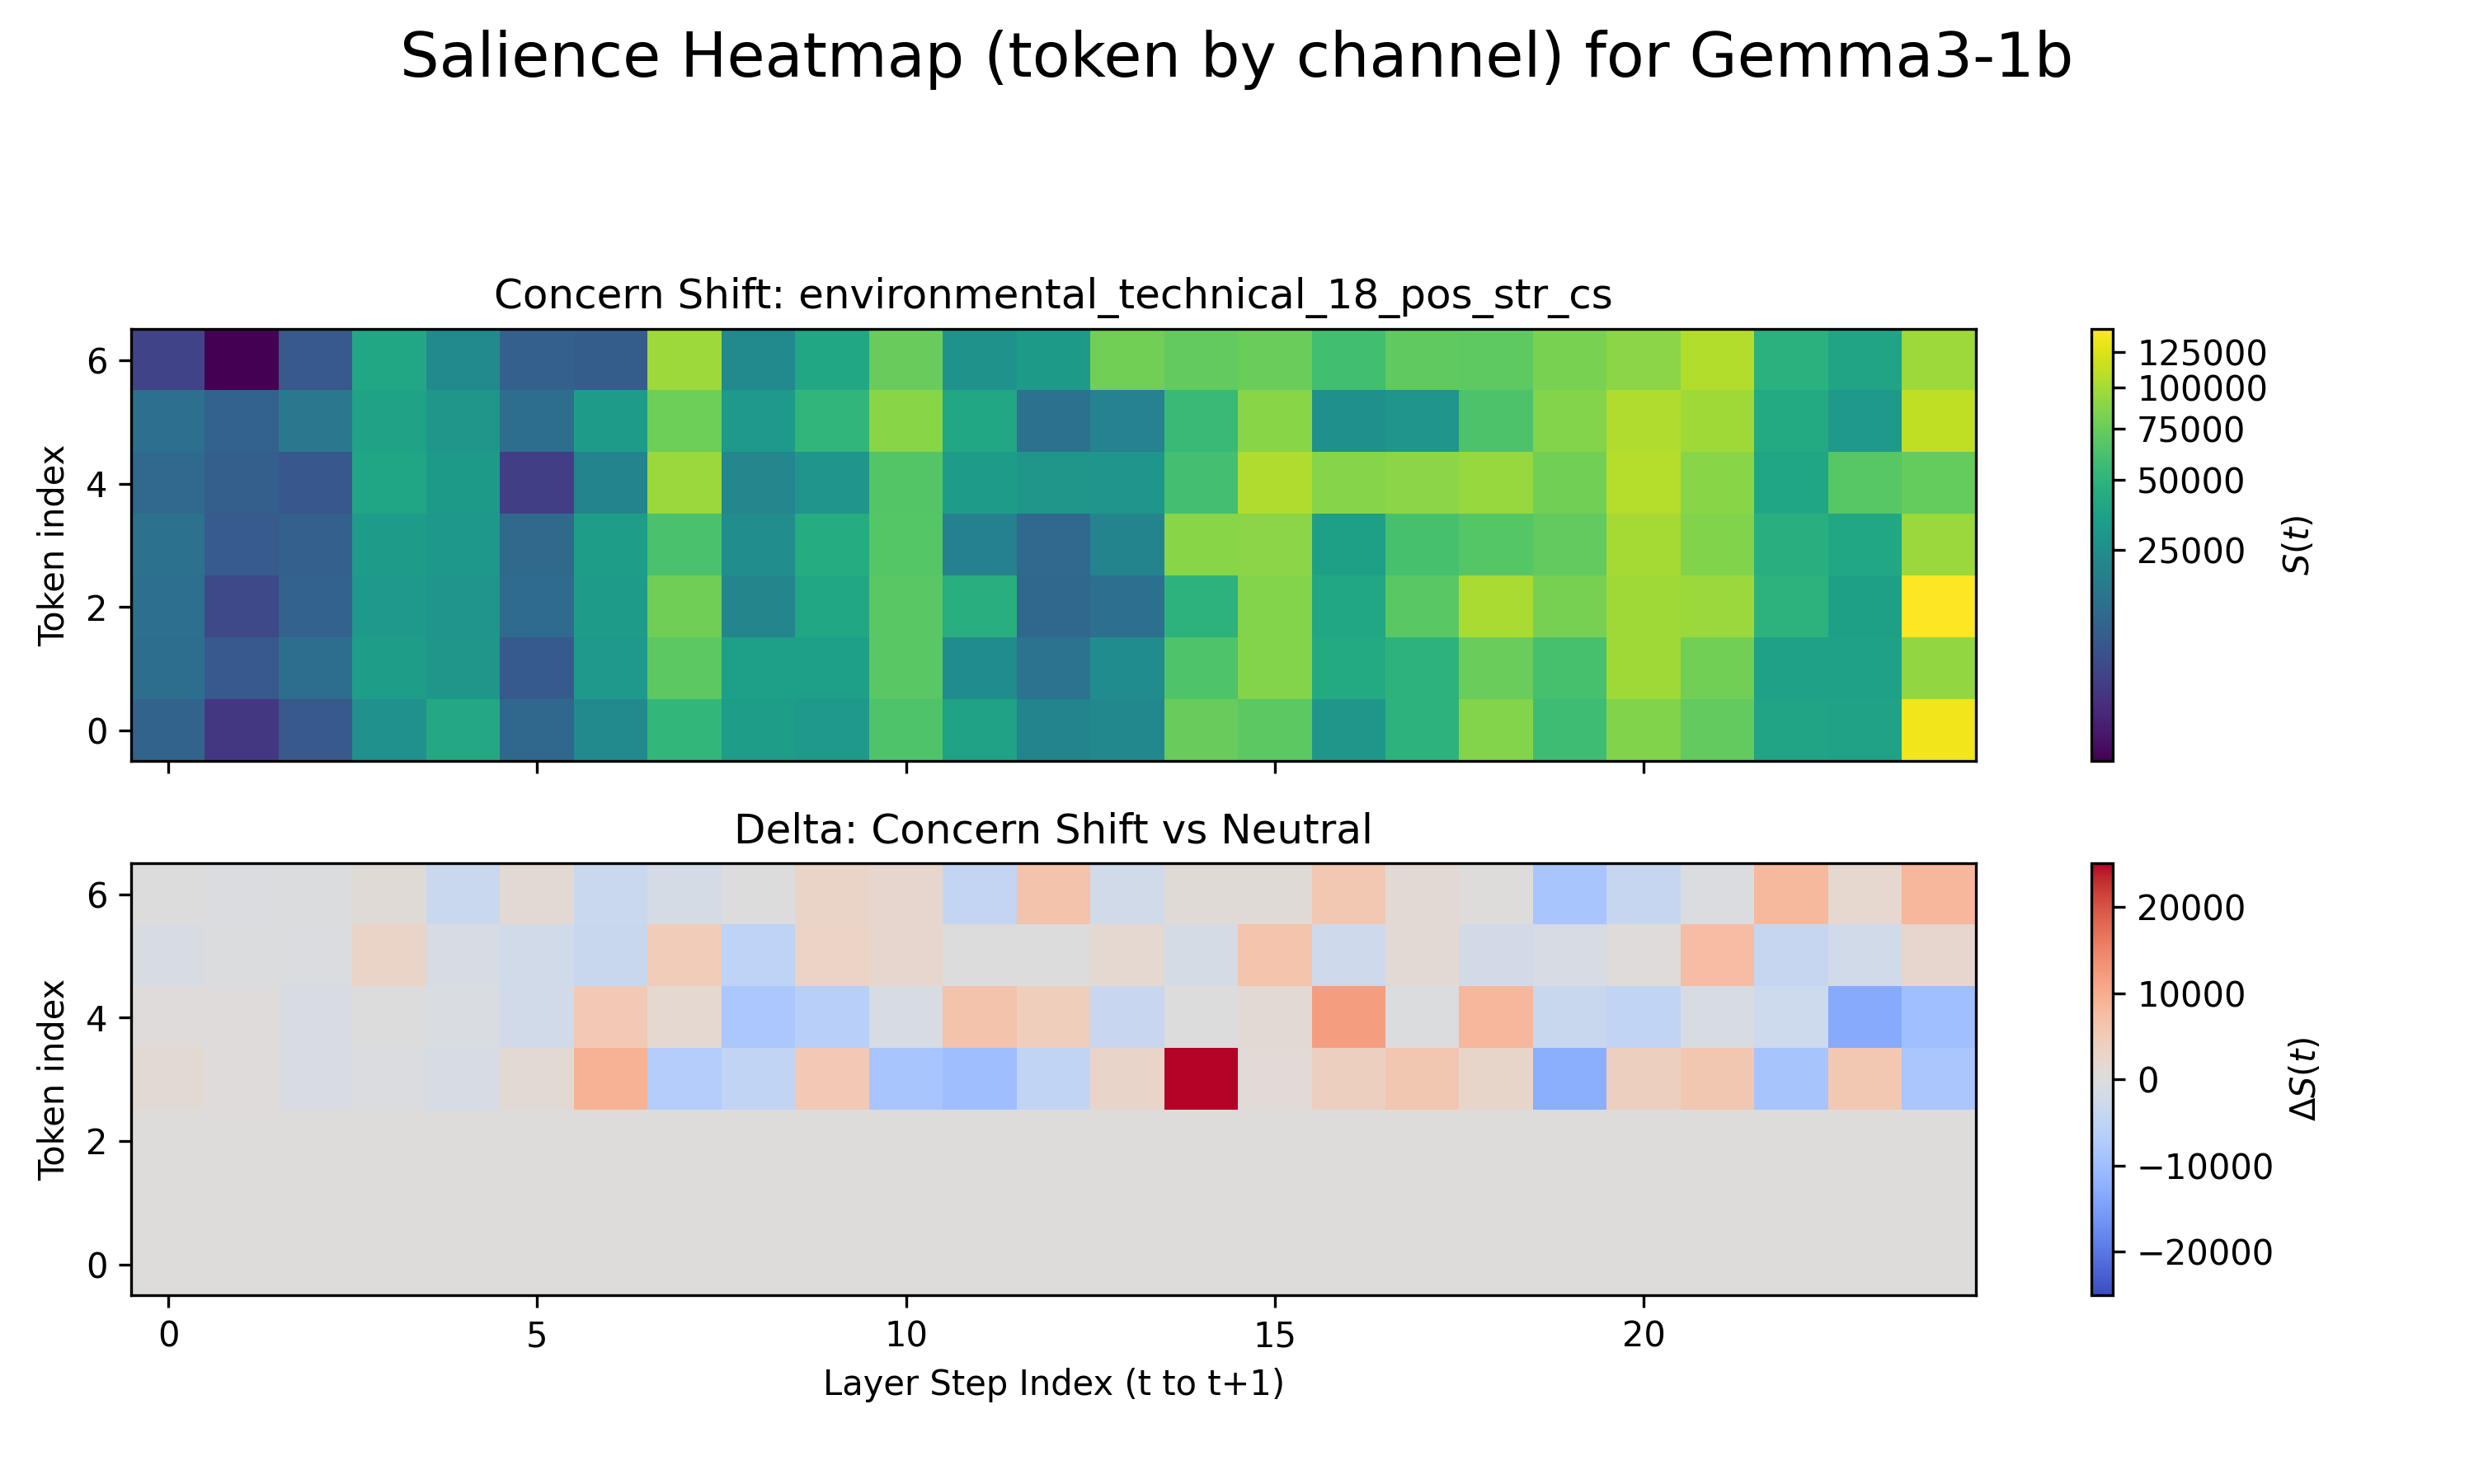 Salience Heatmap (token by channel) for Gemma3-1b
Concern Shift: environmental_technical_18_pos_str_cs
6
4
2
0
Token index
125000
100000
75000
50000
25000
S(t)
Delta: Concern Shift vs Neutral
6
4
2
0
Token index
20000
10000
0
−10000
−20000
ΔS(t)
0 5 10 15 20
Layer Step Index (t to t+1)